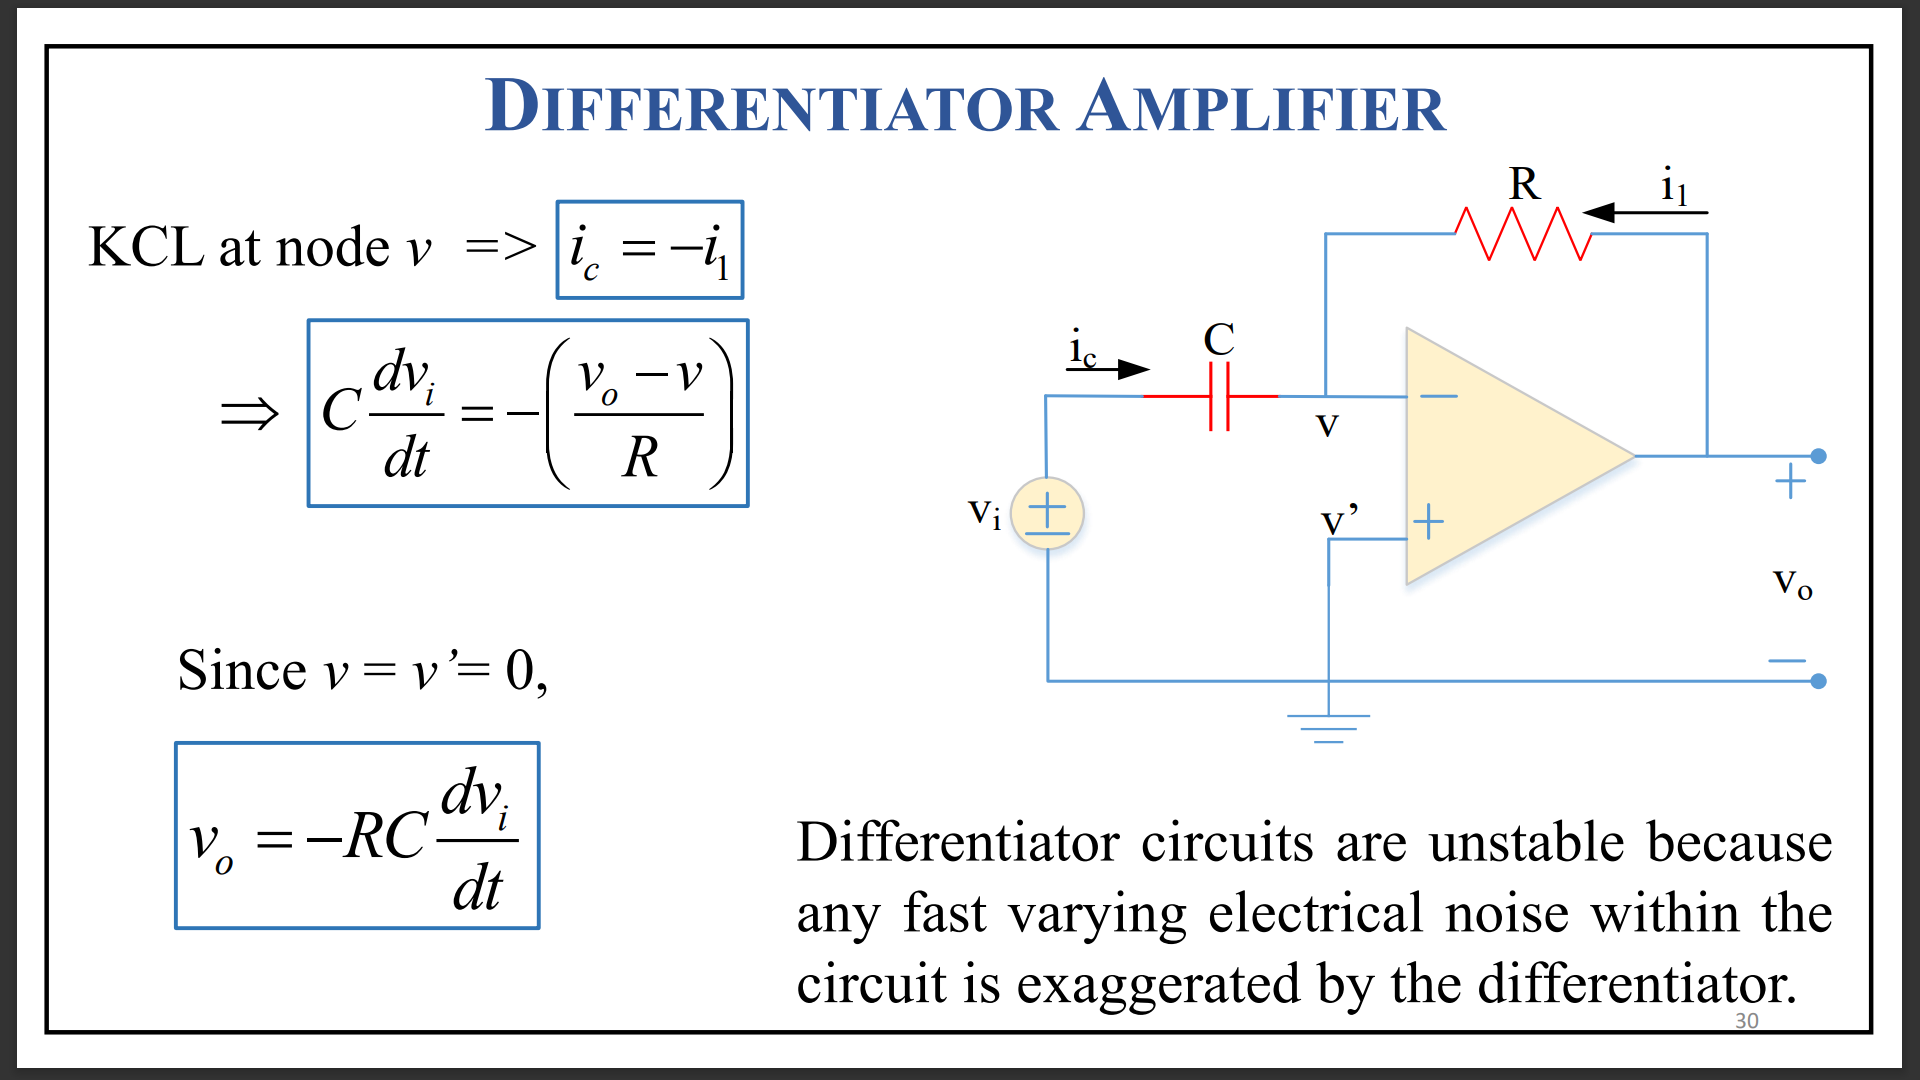 DIFFERENTIATOR AMPLIFIER
KCL at node v => i_c = −i_1
⇒ C dv_i/dt = −((v_o − v)/R)
Since v = v’= 0,
v_o = −RC dv_i/dt
R
i_1
i_c
C
v
−
v_i
+
−
v’
+
+
v_o
−
Differentiator circuits are unstable because
any fast varying electrical noise within the
circuit is exaggerated by the differentiator.
30